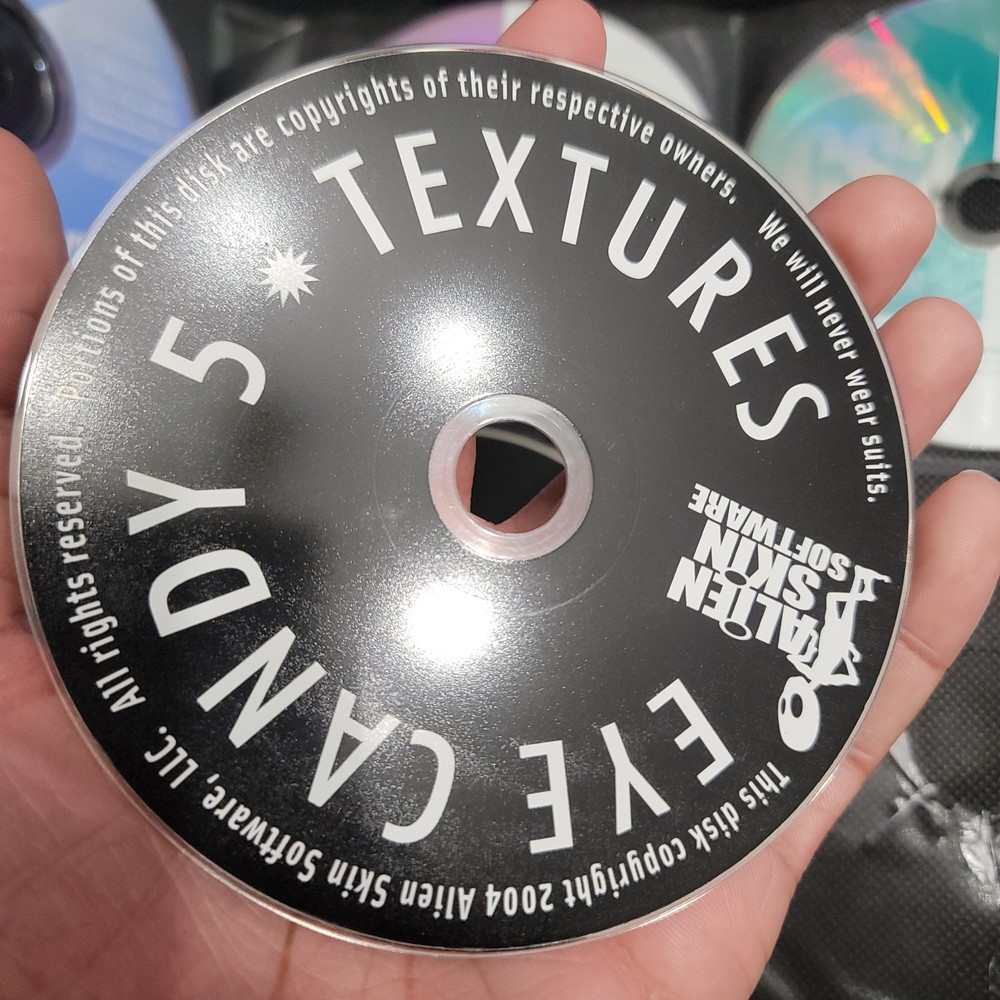 EYE CANDY 5 TEXTURES
ALIEN
SKIN
SOFTWARE
This disk copyright 2004 Alien Skin Software, LLC. All rights reserved. Portions of this disk are copyrights of their respective owners. We will never wear suits.